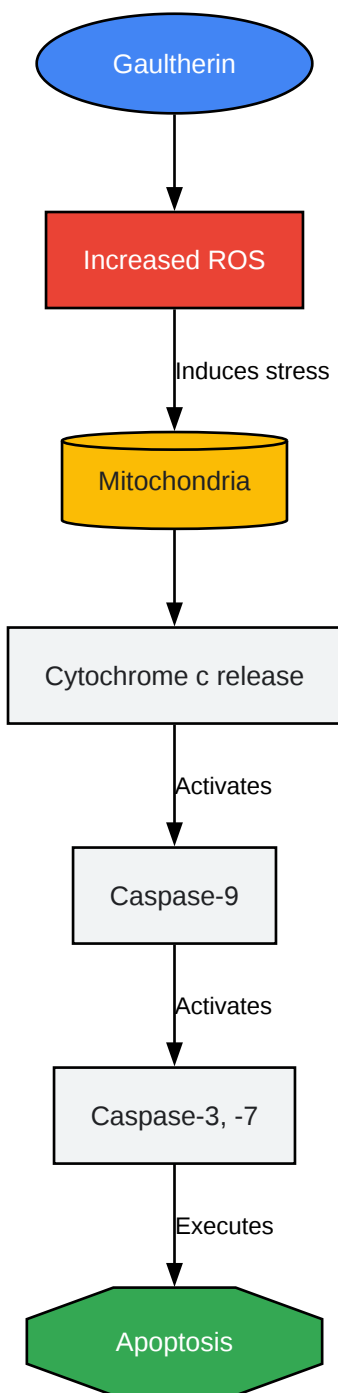 Gaultherin
Increased ROS
Induces stress
Mitochondria
Cytochrome c release
Activates
Caspase-9
Activates
Caspase-3, -7
Executes
Apoptosis